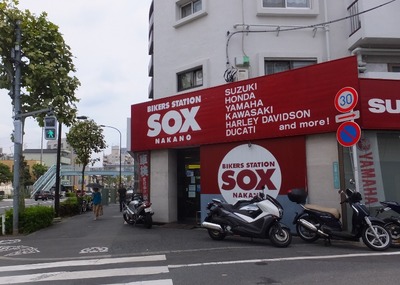 BIKERS STATION
SOX
NAKANO
SUZUKI
HONDA
YAMAHA
KAWASAKI
HARLEY DAVIDSON
DUCATI and more!
30
SU
BIKERS STATION
SOX
NAKANO
YAMAHA